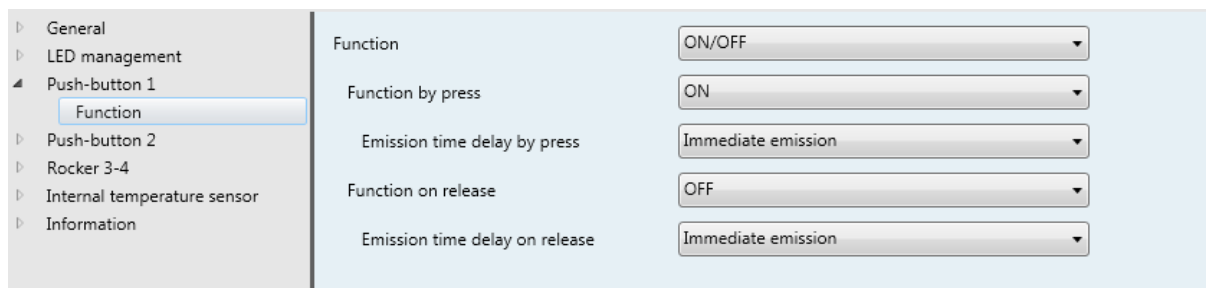 General
LED management
Push-button 1
Function
Push-button 2
Rocker 3-4
Internal temperature sensor
Information
Function
ON/OFF
Function by press
ON
Emission time delay by press
Immediate emission
Function on release
OFF
Emission time delay on release
Immediate emission